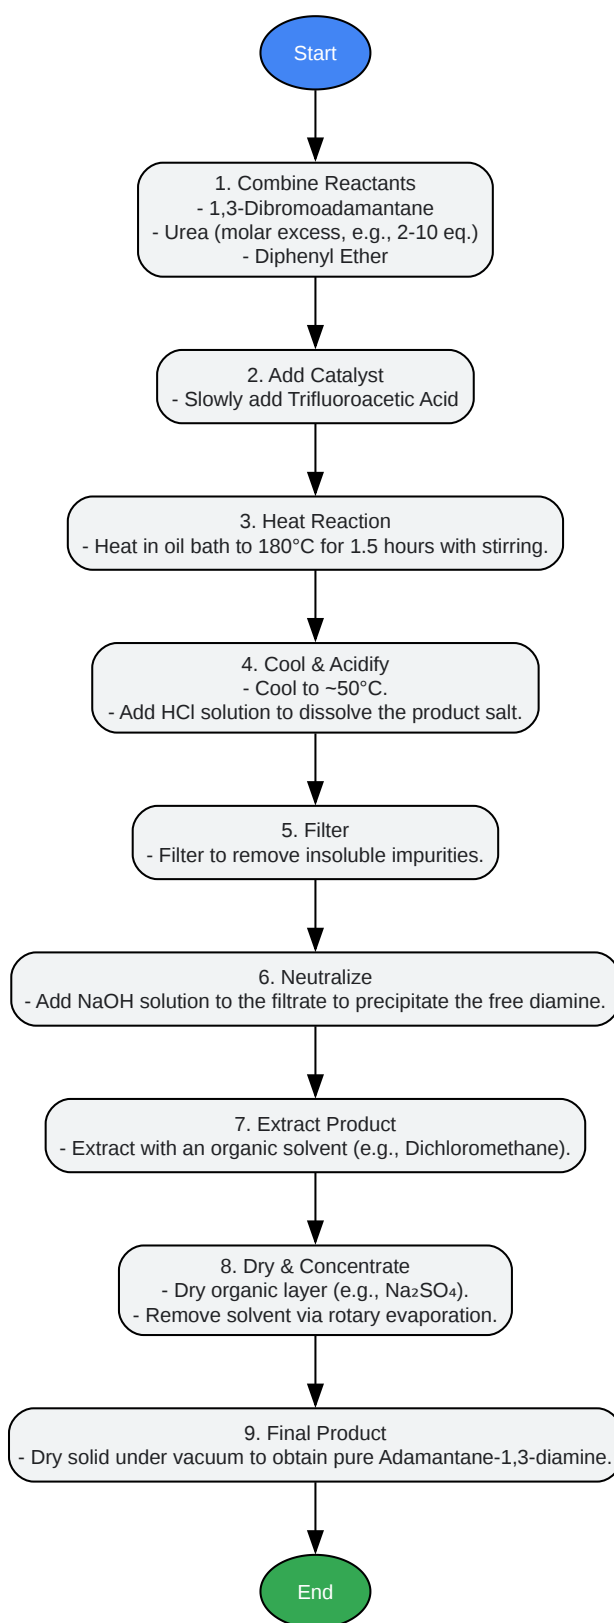 Start
1. Combine Reactants
- 1,3-Dibromoadamantane
- Urea (molar excess, e.g., 2-10 eq.)
- Diphenyl Ether
2. Add Catalyst
- Slowly add Trifluoroacetic Acid
3. Heat Reaction
- Heat in oil bath to 180°C for 1.5 hours with stirring.
4. Cool & Acidify
- Cool to ~50°C.
- Add HCl solution to dissolve the product salt.
5. Filter
- Filter to remove insoluble impurities.
6. Neutralize
- Add NaOH solution to the filtrate to precipitate the free diamine.
7. Extract Product
- Extract with an organic solvent (e.g., Dichloromethane).
8. Dry & Concentrate
- Dry organic layer (e.g., Na₂SO₄).
- Remove solvent via rotary evaporation.
9. Final Product
- Dry solid under vacuum to obtain pure Adamantane-1,3-diamine.
End